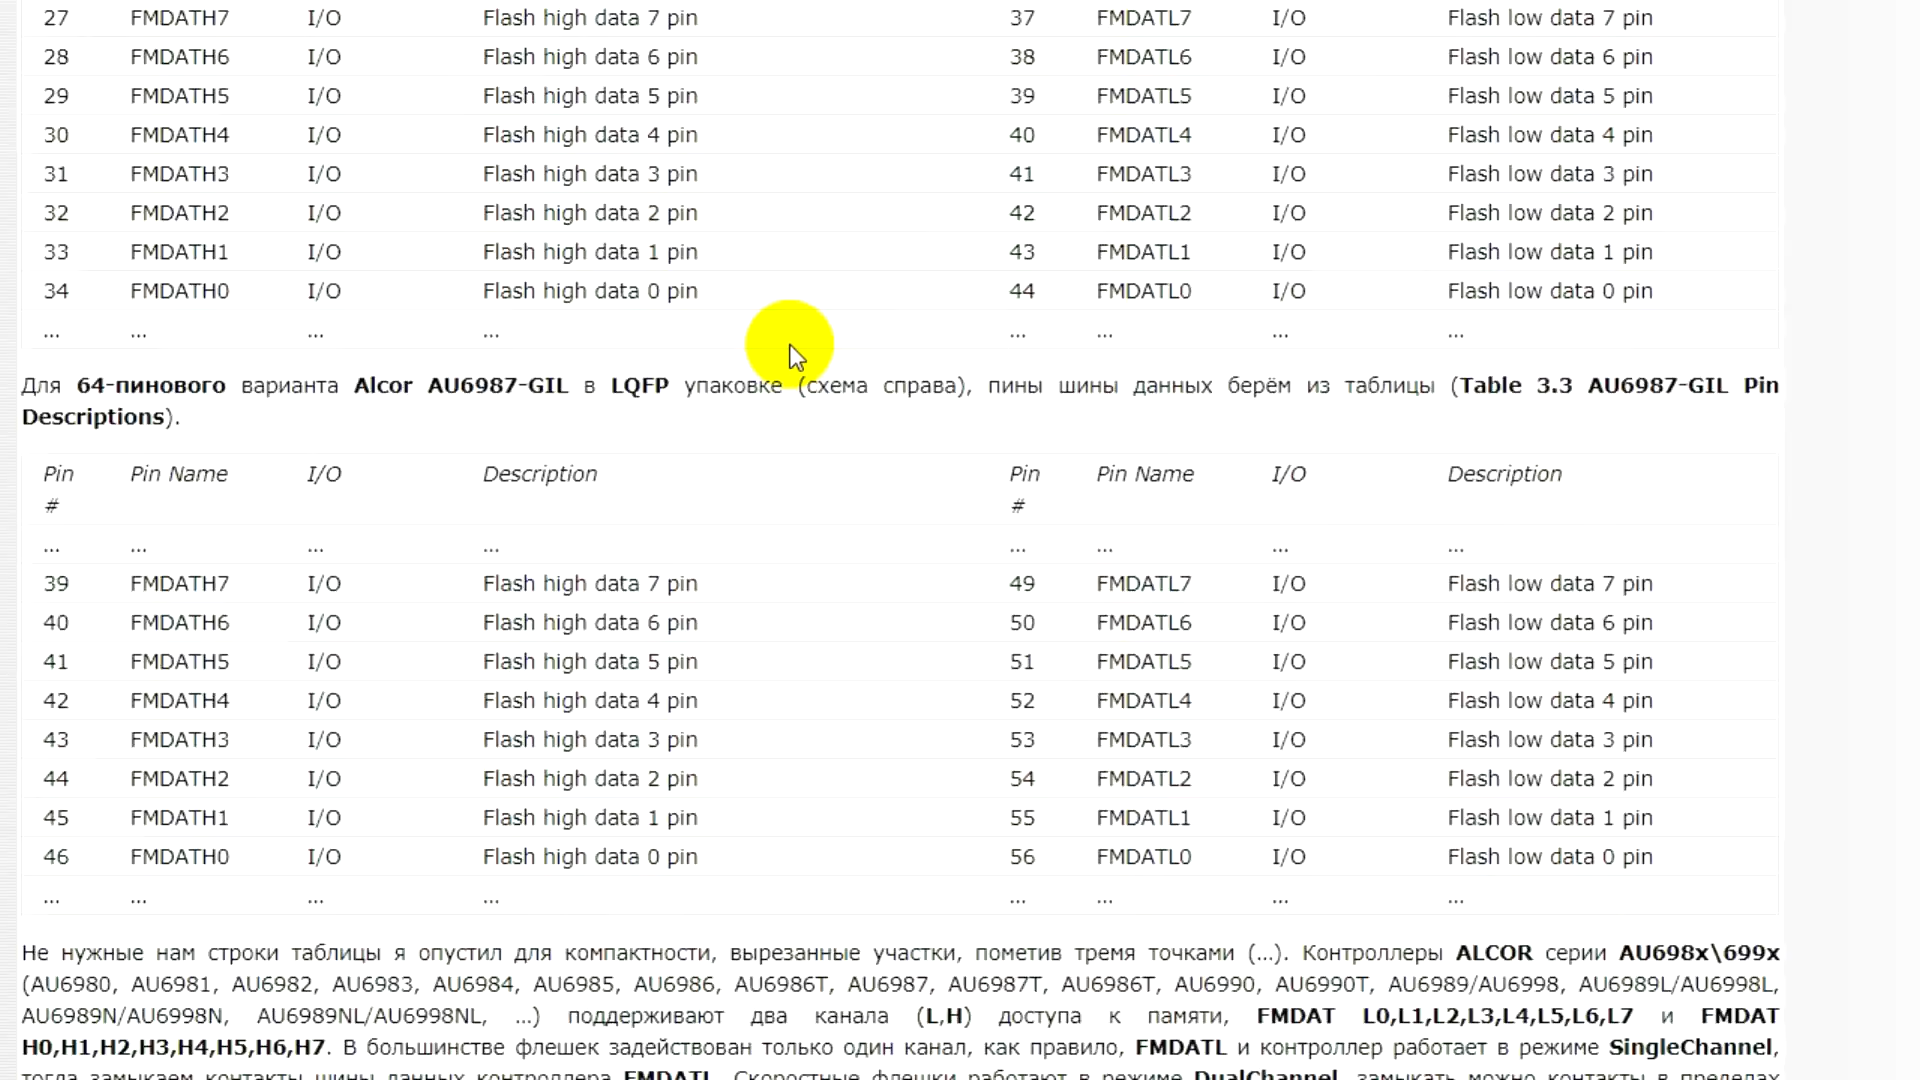 27 FMDATH7 I/O Flash high data 7 pin 37 FMDATL7 I/O Flash low data 7 pin
28 FMDATH6 I/O Flash high data 6 pin 38 FMDATL6 I/O Flash low data 6 pin
29 FMDATH5 I/O Flash high data 5 pin 39 FMDATL5 I/O Flash low data 5 pin
30 FMDATH4 I/O Flash high data 4 pin 40 FMDATL4 I/O Flash low data 4 pin
31 FMDATH3 I/O Flash high data 3 pin 41 FMDATL3 I/O Flash low data 3 pin
32 FMDATH2 I/O Flash high data 2 pin 42 FMDATL2 I/O Flash low data 2 pin
33 FMDATH1 I/O Flash high data 1 pin 43 FMDATL1 I/O Flash low data 1 pin
34 FMDATH0 I/O Flash high data 0 pin 44 FMDATL0 I/O Flash low data 0 pin
... ... ... ... ... ... ... ...
Для 64-пинового варианта Alcor AU6987-GIL в LQFP упаковке (схема справа), пины шины данных берём из таблицы (Table 3.3 AU6987-GIL Pin
Descriptions).
Pin Pin Name I/O Description Pin Pin Name I/O Description
# #
... ... ... ... ... ... ... ...
39 FMDATH7 I/O Flash high data 7 pin 49 FMDATL7 I/O Flash low data 7 pin
40 FMDATH6 I/O Flash high data 6 pin 50 FMDATL6 I/O Flash low data 6 pin
41 FMDATH5 I/O Flash high data 5 pin 51 FMDATL5 I/O Flash low data 5 pin
42 FMDATH4 I/O Flash high data 4 pin 52 FMDATL4 I/O Flash low data 4 pin
43 FMDATH3 I/O Flash high data 3 pin 53 FMDATL3 I/O Flash low data 3 pin
44 FMDATH2 I/O Flash high data 2 pin 54 FMDATL2 I/O Flash low data 2 pin
45 FMDATH1 I/O Flash high data 1 pin 55 FMDATL1 I/O Flash low data 1 pin
46 FMDATH0 I/O Flash high data 0 pin 56 FMDATL0 I/O Flash low data 0 pin
... ... ... ... ... ... ... ...
Не нужные нам строки таблицы я опустил для компактности, вырезанные участки, пометив тремя точками (...). Контроллеры ALCOR серии AU698x\699x
(AU6980, AU6981, AU6982, AU6983, AU6984, AU6985, AU6986, AU6986T, AU6987, AU6987T, AU6986T, AU6990, AU6990T, AU6989/AU6998, AU6989L/AU6998L,
AU6989N/AU6998N, AU6989NL/AU6998NL, ...) поддерживают два канала (L,H) доступа к памяти, FMDAT L0,L1,L2,L3,L4,L5,L6,L7 и FMDAT
H0,H1,H2,H3,H4,H5,H6,H7. В большинстве флешек задействован только один канал, как правило, FMDATL и контроллер работает в режиме SingleChannel,
тогда замыкаем контакты шины данных контроллера FMDATL. Скоростные флешки работают в режиме DualChannel, замыкать можно контакты в пределах